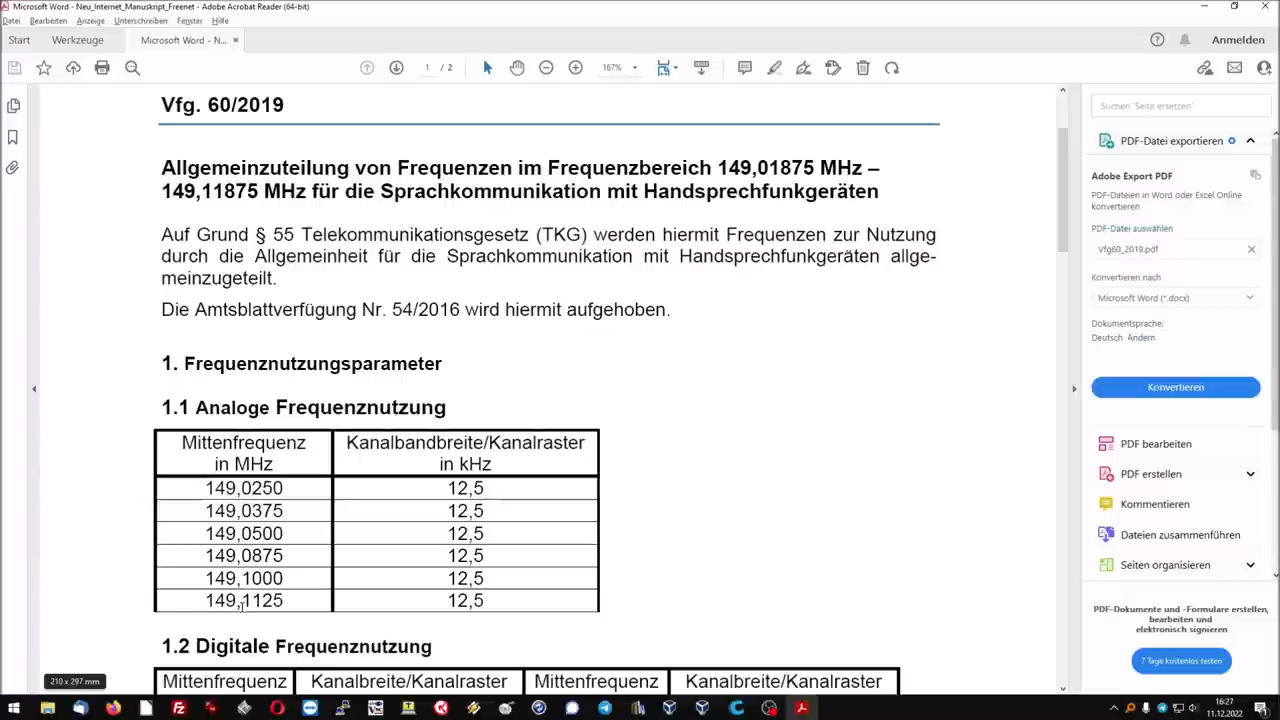 Microsoft Word - Neu_Internet_Manuskript_Freenet - Adobe Acrobat Reader (64-bit)
Datei Bearbeiten Anzeige Unterschreiben Fenster Hilfe
Start Werkzeuge Microsoft Word - N... × Anmelden
1 / 2 167%
Vfg. 60/2019
Allgemeinzuteilung von Frequenzen im Frequenzbereich 149,01875 MHz –
149,11875 MHz für die Sprachkommunikation mit Handsprechfunkgeräten
Auf Grund § 55 Telekommunikationsgesetz (TKG) werden hiermit Frequenzen zur Nutzung
durch die Allgemeinheit für die Sprachkommunikation mit Handsprechfunkgeräten allge-
meinzugeteilt.
Die Amtsblattverfügung Nr. 54/2016 wird hiermit aufgehoben.
1. Frequenznutzungsparameter
1.1 Analoge Frequenznutzung
Mittenfrequenz Kanalbandbreite/Kanalraster
in MHz in kHz
149,0250 12,5
149,0375 12,5
149,0500 12,5
149,0875 12,5
149,1000 12,5
149,1125 12,5
1.2 Digitale Frequenznutzung
Mittenfrequenz Kanalbreite/Kanalraster Mittenfrequenz Kanalbreite/Kanalraster
210 x 297 mm
Suchen 'Seite ersetzen'
PDF-Datei exportieren
Adobe Export PDF
PDF-Dateien in Word oder Excel Online
konvertieren
PDF-Datei auswählen
Vfg60_2019.pdf
Konvertieren nach
Microsoft Word (*.docx)
Dokumentsprache:
Deutsch Ändern
Konvertieren
PDF bearbeiten
PDF erstellen
Kommentieren
Dateien zusammenführen
Seiten organisieren
PDF-Dokumente und -Formulare erstellen,
bearbeiten und
elektronisch signieren
7 Tage kostenlos testen
16:27
11.12.2022